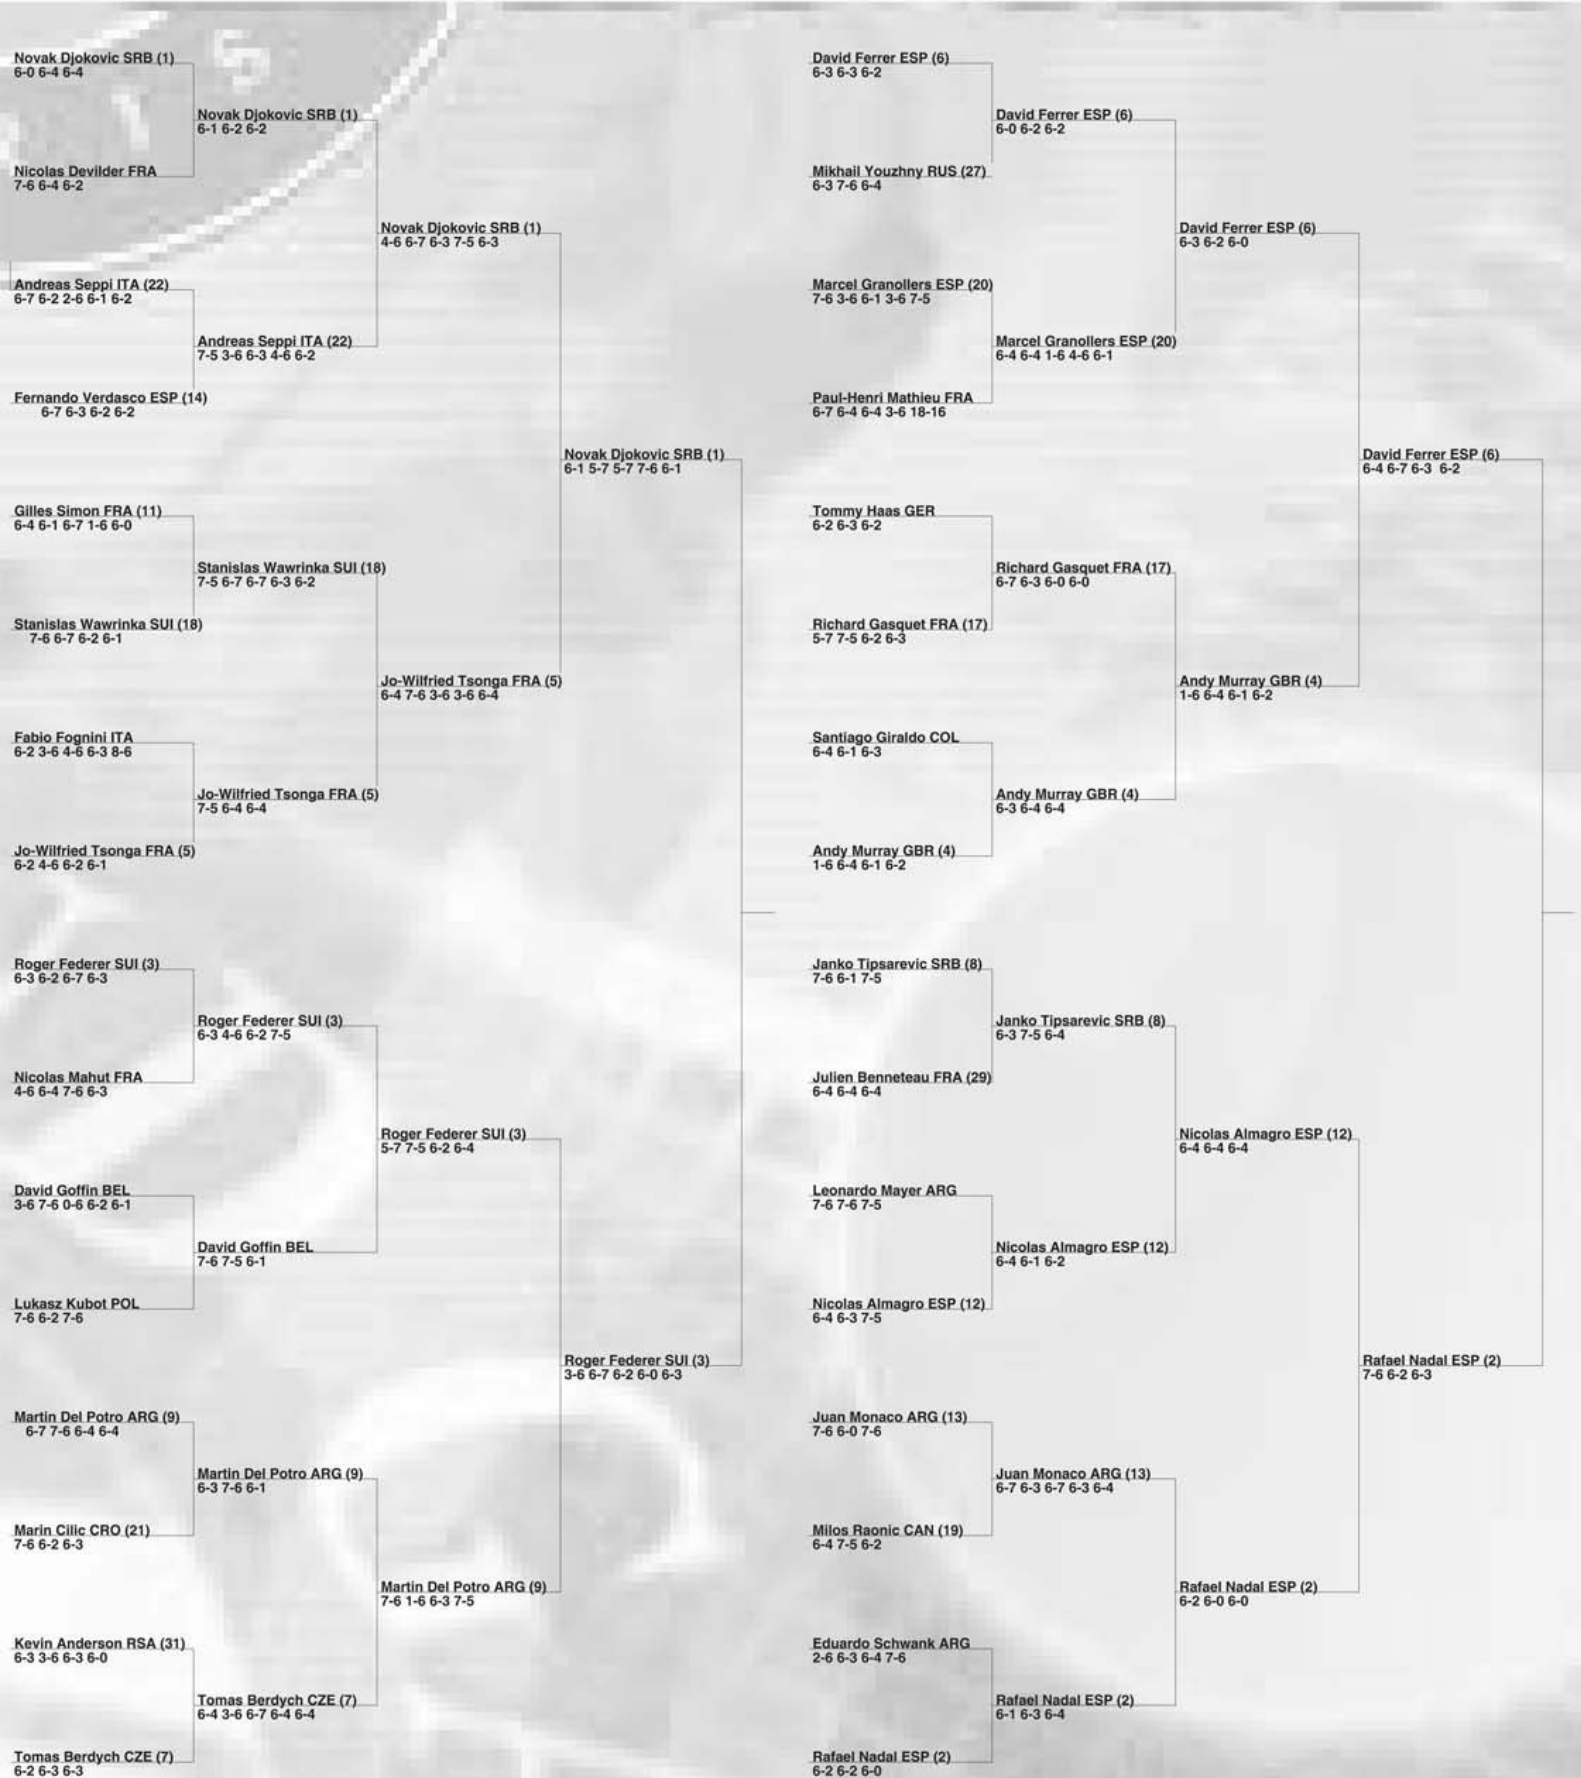 Novak Djokovic SRB (1)
6-0 6-4 6-4
Novak Djokovic SRB (1)
6-1 6-2 6-2
Nicolas Devilder FRA
7-6 6-4 6-2
Novak Djokovic SRB (1)
4-6 6-7 6-3 7-5 6-3
Andreas Seppi ITA (22)
6-7 6-2 2-6 6-1 6-2
Andreas Seppi ITA (22)
7-5 3-6 6-3 4-6 6-2
Fernando Verdasco ESP (14)
6-7 6-3 6-2 6-2
Novak Djokovic SRB (1)
6-1 5-7 5-7 7-6 6-1
Gilles Simon FRA (11)
6-4 6-1 6-7 1-6 6-0
Stanislas Wawrinka SUI (18)
7-5 6-7 6-7 6-3 6-2
Stanislas Wawrinka SUI (18)
7-6 6-7 6-2 6-1
Jo-Wilfried Tsonga FRA (5)
6-4 7-6 3-6 3-6 6-4
Fabio Fognini ITA
6-2 3-6 4-6 6-3 8-6
Jo-Wilfried Tsonga FRA (5)
7-5 6-4 6-4
Jo-Wilfried Tsonga FRA (5)
6-2 4-6 6-2 6-1
Roger Federer SUI (3)
6-3 6-2 6-7 6-3
Roger Federer SUI (3)
6-3 4-6 6-2 7-5
Nicolas Mahut FRA
4-6 6-4 7-6 6-3
Roger Federer SUI (3)
5-7 7-5 6-2 6-4
David Goffin BEL
3-6 7-6 0-6 6-2 6-1
David Goffin BEL
7-6 7-5 6-1
Lukasz Kubot POL
7-6 6-2 7-6
Roger Federer SUI (3)
3-6 6-7 6-2 6-0 6-3
Martin Del Potro ARG (9)
6-7 7-6 6-4 6-4
Martin Del Potro ARG (9)
6-3 7-6 6-1
Marin Cilic CRO (21)
7-6 6-2 6-3
Martin Del Potro ARG (9)
7-6 1-6 6-3 7-5
Kevin Anderson RSA (31)
6-3 3-6 6-3 6-0
Tomas Berdych CZE (7)
6-4 3-6 6-7 6-4 6-4
Tomas Berdych CZE (7)
6-2 6-3 6-3
David Ferrer ESP (6)
6-3 6-3 6-2
David Ferrer ESP (6)
6-0 6-2 6-2
Mikhail Youzhny RUS (27)
6-3 7-6 6-4
David Ferrer ESP (6)
6-3 6-2 6-0
Marcel Granollers ESP (20)
7-6 3-6 6-1 3-6 7-5
Marcel Granollers ESP (20)
6-4 6-4 1-6 4-6 6-1
Paul-Henri Mathieu FRA
6-7 6-4 6-4 3-6 18-16
David Ferrer ESP (6)
6-4 6-7 6-3 6-2
Tommy Haas GER
6-2 6-3 6-2
Richard Gasquet FRA (17)
6-7 6-3 6-0 6-0
Richard Gasquet FRA (17)
5-7 7-5 6-2 6-3
Andy Murray GBR (4)
1-6 6-4 6-1 6-2
Santiago Giraldo COL
6-4 6-1 6-3
Andy Murray GBR (4)
6-3 6-4 6-4
Andy Murray GBR (4)
1-6 6-4 6-1 6-2
Janko Tipsarevic SRB (8)
7-6 6-1 7-5
Janko Tipsarevic SRB (8)
6-3 7-5 6-4
Julien Benneteau FRA (29)
6-4 6-4 6-4
Nicolas Almagro ESP (12)
6-4 6-4 6-4
Leonardo Mayer ARG
7-6 7-6 7-5
Nicolas Almagro ESP (12)
6-4 6-1 6-2
Nicolas Almagro ESP (12)
6-4 6-3 7-5
Rafael Nadal ESP (2)
7-6 6-2 6-3
Juan Monaco ARG (13)
7-6 6-0 7-6
Juan Monaco ARG (13)
6-7 6-3 6-7 6-3 6-4
Milos Raonic CAN (19)
6-4 7-5 6-2
Rafael Nadal ESP (2)
6-2 6-0 6-0
Eduardo Schwank ARG
2-6 6-3 6-4 7-6
Rafael Nadal ESP (2)
6-1 6-3 6-4
Rafael Nadal ESP (2)
6-2 6-2 6-0